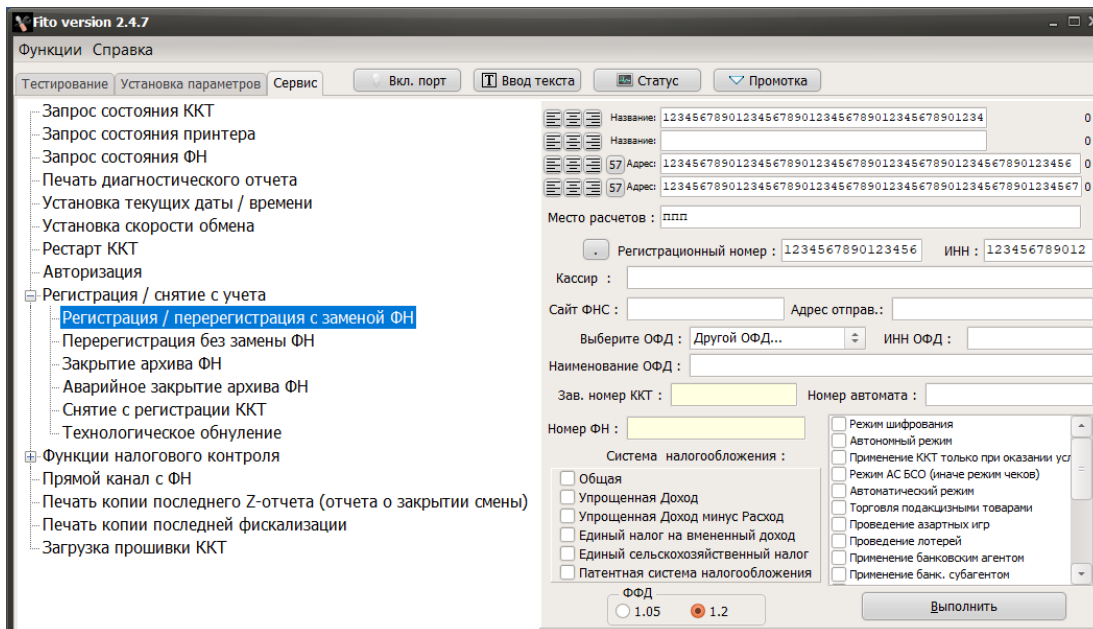 Fito version 2.4.7
Функции Справка
Тестирование Установка параметров Сервис Вкл. порт T Ввод текста Статус Промотка
Запрос состояния ККТ
Запрос состояния принтера
Запрос состояния ФН
Печать диагностического отчета
Установка текущих даты / времени
Установка скорости обмена
Рестарт ККТ
Авторизация
Регистрация / снятие с учета
Регистрация / перерегистрация с заменой ФН
Перерегистрация без замены ФН
Закрытие архива ФН
Аварийное закрытие архива ФН
Снятие с регистрации ККТ
Технологическое обнуление
Функции налогового контроля
Прямой канал с ФН
Печать копии последнего Z-отчета (отчета о закрытии смены)
Печать копии последней фискализации
Загрузка прошивки ККТ
Название: 12345678901234567890123456789012345678901234 0
Название: 0
57 Адрес: 12345678901234567890123456789012345678901234567890123456 0
57 Адрес: 123456789012345678901234567890123456789012345678901234567 0
Место расчетов : ппп
. Регистрационный номер : 1234567890123456 ИНН : 123456789012
Кассир :
Сайт ФНС : Адрес отправ.:
Выберите ОФД : Другой ОФД... ИНН ОФД :
Наименование ОФД :
Зав. номер ККТ : Номер автомата :
Номер ФН :
Система налогообложения :
Общая
Упрощенная Доход
Упрощенная Доход минус Расход
Единый налог на вмененный доход
Единый сельскохозяйственный налог
Патентная система налогообложения
Режим шифрования
Автономный режим
Применение ККТ только при оказании усл
Режим АС БСО (иначе режим чеков)
Автоматический режим
Торговля подакцизными товарами
Проведение азартных игр
Проведение лотерей
Применение банковским агентом
Применение банк. субагентом
ФФД
1.05 1.2
Выполнить